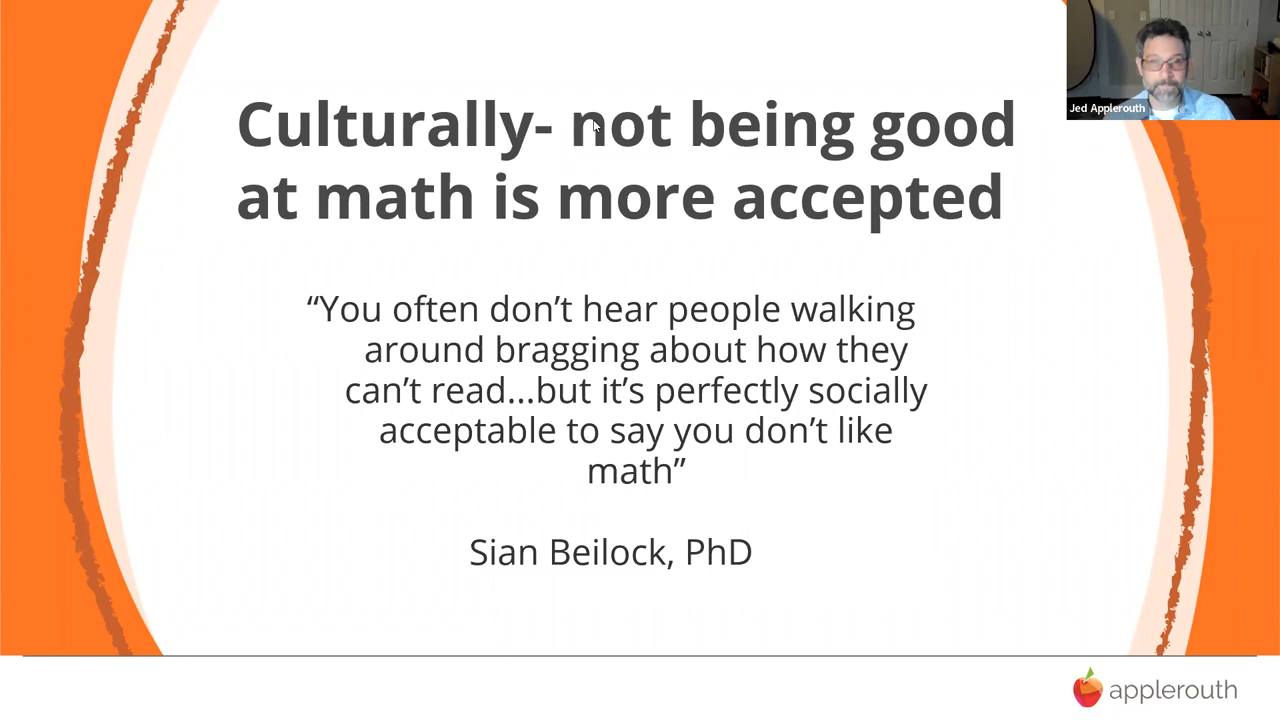 Culturally- not being good
at math is more accepted
Jed Applerouth
“You often don’t hear people walking
around bragging about how they
can’t read...but it’s perfectly socially
acceptable to say you don’t like
math”
Sian Beilock, PhD
applerouth